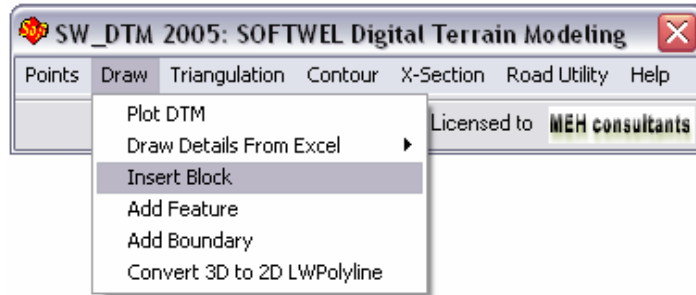 Soft SW_DTM 2005: SOFTWEL Digital Terrain Modeling
Points Draw Triangulation Contour X-Section Road Utility Help
Licensed to MEH consultants
Plot DTM
Draw Details From Excel
Insert Block
Add Feature
Add Boundary
Convert 3D to 2D LWPolyline